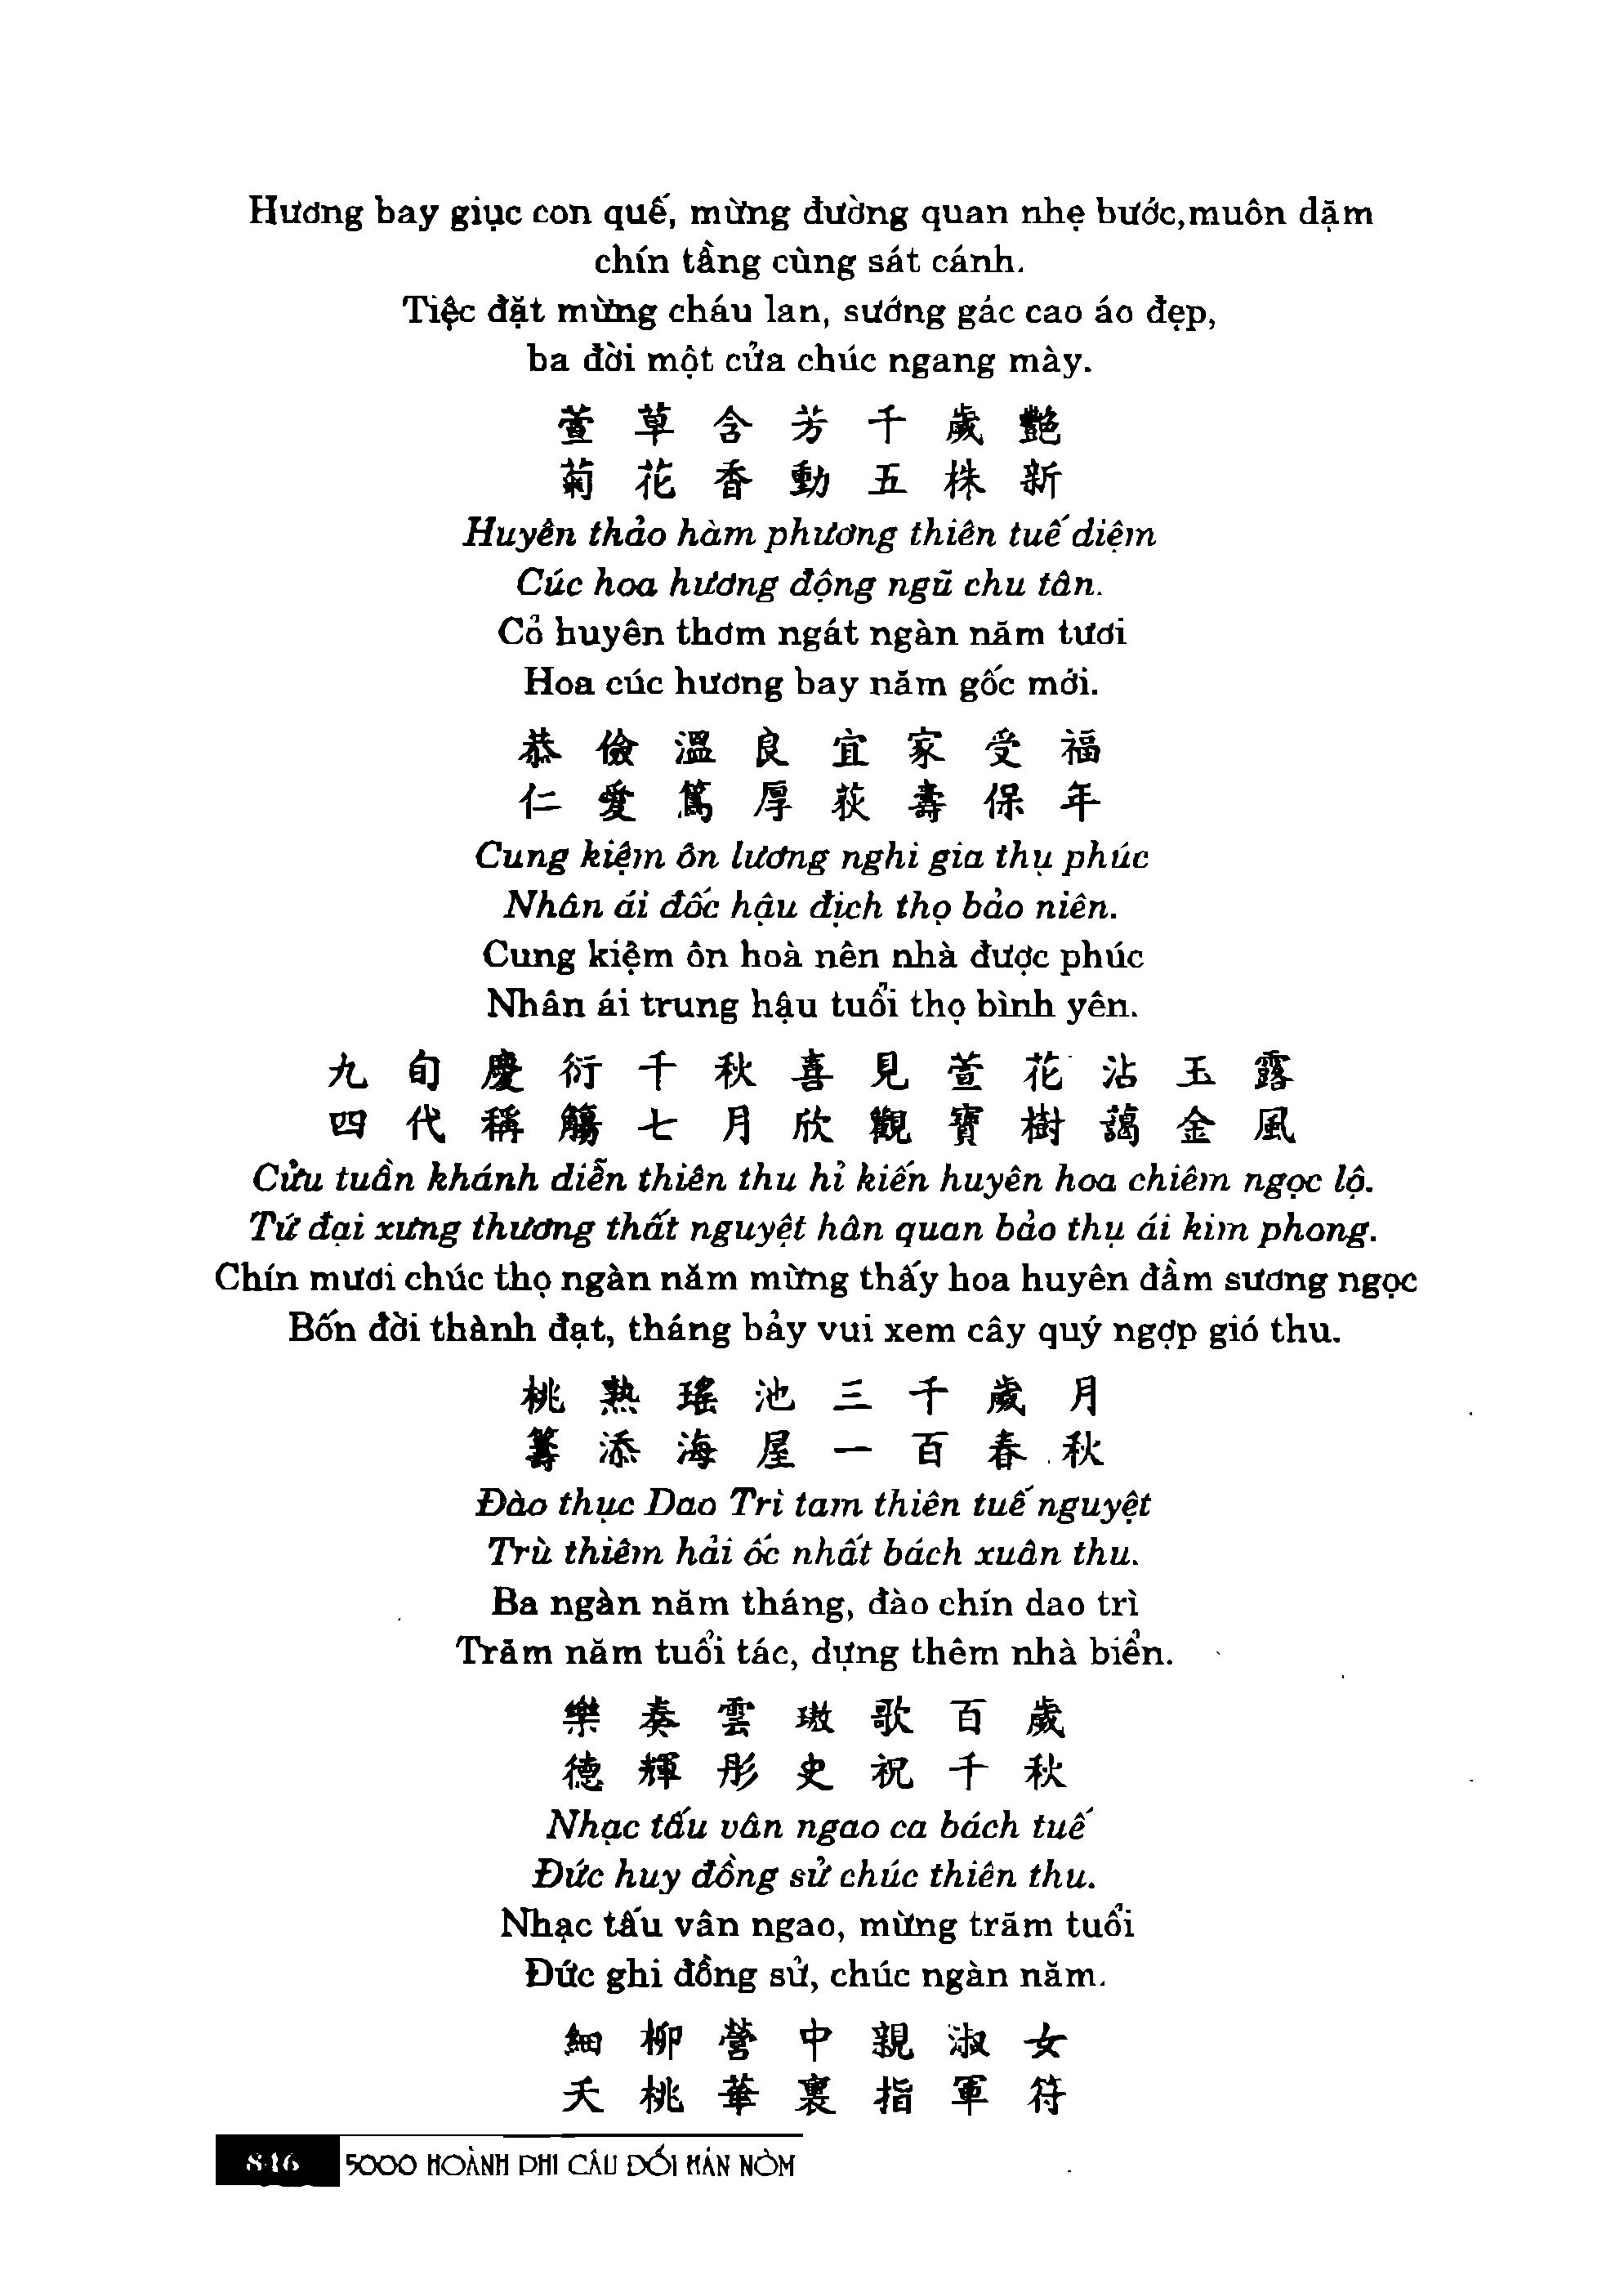 Hương bay giục con quế, mừng đường quan nhẹ bước,muôn dặm
chín tầng cùng sát cánh.
Tiệc đặt mừng cháu lan, sướng gác cao áo đẹp,
ba đời một cửa chúc ngang mày.
萱草含芳千歲艷
菊花香動五株新
Huyên thảo hàm phương thiên tuế diệm
Cúc hoa hương động ngũ chu tân.
Cỏ huyên thơm ngát ngàn năm tươi
Hoa cúc hương bay năm gốc mới.
恭儉溫良宜家受福
仁愛篤厚荻壽保年
Cung kiệm ôn lương nghi gia thụ phúc
Nhân ái đốc hậu địch thọ bảo niên.
Cung kiệm ôn hoà nên nhà được phúc
Nhân ái trung hậu tuổi thọ bình yên.
九旬慶衍千秋喜見萱花沾玉露
四代稱觴七月欣觀寶樹藹金風
Cửu tuần khánh diễn thiên thu hỉ kiến huyên hoa chiêm ngọc lộ.
Tứ đại xưng thương thất nguyệt hân quan bảo thụ ái kim phong.
Chín mươi chúc thọ ngàn năm mừng thấy hoa huyên đầm sương ngọc
Bốn đời thành đạt, tháng bảy vui xem cây quý ngợp gió thu.
桃熟瑤池三千歲月
籌添海屋一百春秋
Đào thục Dao Trì tam thiên tuế nguyệt
Trù thiêm hải ốc nhất bách xuân thu.
Ba ngàn năm tháng, đào chín dao trì
Trăm năm tuổi tác, dựng thêm nhà biển.
樂奏雲璈歌百歲
德輝彤史祝千秋
Nhạc tấu vân ngao ca bách tuế
Đức huy đồng sử chúc thiên thu.
Nhạc tấu vân ngao, mừng trăm tuổi
Đức ghi đồng sử, chúc ngàn năm.
細柳營中親淑女
夭桃華裏指軍符
846 5000 HOÀNH PHI CÂU ĐỐI HÁN NÔM